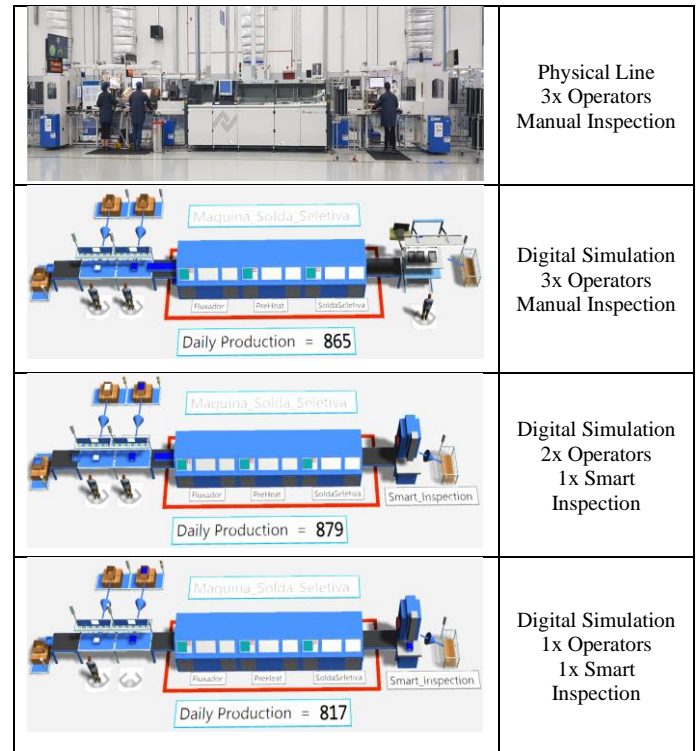 Physical Line
3x Operators
Manual Inspection
Maquina_Solda_Seletiva
Fluxador PreHeat SoldaSeletiva
Daily Production = 865
Digital Simulation
3x Operators
Manual Inspection
Maquina_Solda_Seletiva
Fluxador PreHeat SoldaSeletiva
Smart_Inspection
Daily Production = 879
Digital Simulation
2x Operators
1x Smart
Inspection
Maquina_Solda_Seletiva
Fluxador PreHeat SoldaSeletiva
Smart_Inspection
Daily Production = 817
Digital Simulation
1x Operators
1x Smart
Inspection